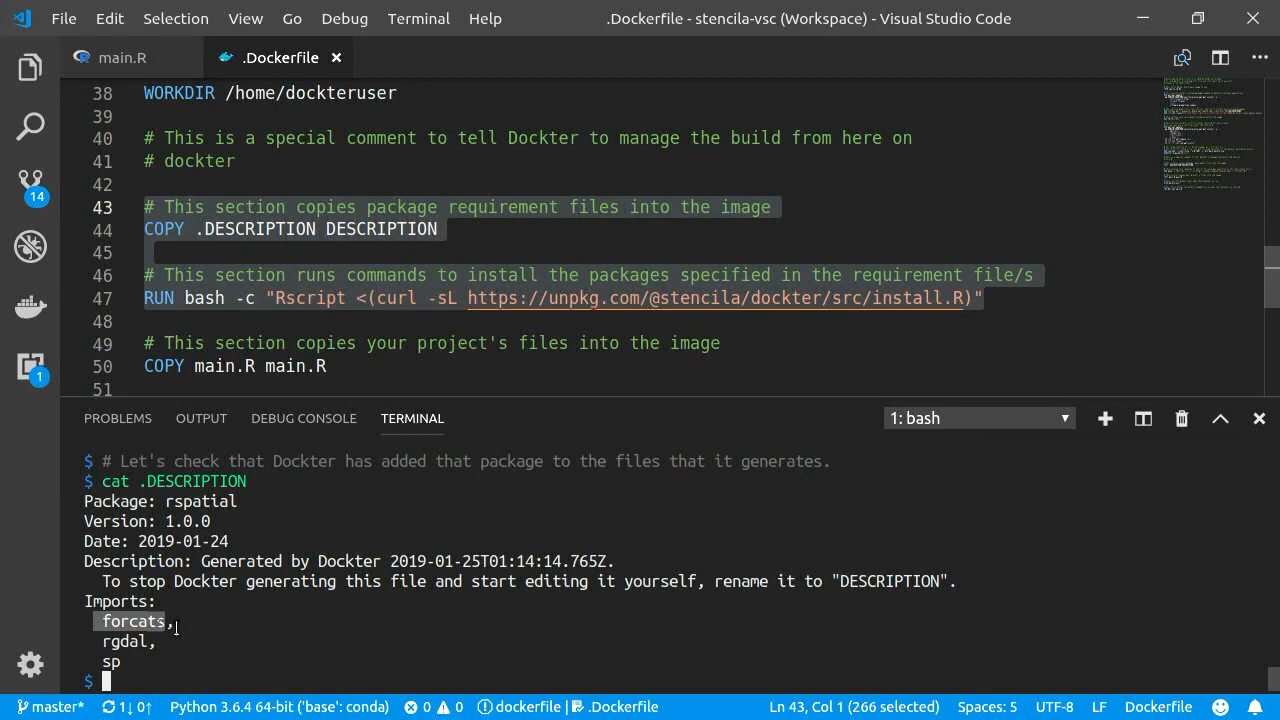 File Edit Selection View Go Debug Terminal Help .Dockerfile - stencila-vsc (Workspace) - Visual Studio Code
main.R .Dockerfile
38 WORKDIR /home/dockteruser
39
40 # This is a special comment to tell Dockter to manage the build from here on
41 # dockter
42
43 # This section copies package requirement files into the image
44 COPY .DESCRIPTION DESCRIPTION
45
46 # This section runs commands to install the packages specified in the requirement file/s
47 RUN bash -c "Rscript <(curl -sL https://unpkg.com/@stencila/dockter/src/install.R)"
48
49 # This section copies your project's files into the image
50 COPY main.R main.R
51
14
1
PROBLEMS OUTPUT DEBUG CONSOLE TERMINAL 1: bash
$ # Let's check that Dockter has added that package to the files that it generates.
$ cat .DESCRIPTION
Package: rspatial
Version: 1.0.0
Date: 2019-01-24
Description: Generated by Dockter 2019-01-25T01:14:14.765Z.
To stop Dockter generating this file and start editing it yourself, rename it to "DESCRIPTION".
Imports:
forcats,
rgdal,
sp
$
master* 1↓ 0↑ Python 3.6.4 64-bit ('base': conda) 0 0 dockerfile | .Dockerfile Ln 43, Col 1 (266 selected) Spaces: 5 UTF-8 LF Dockerfile